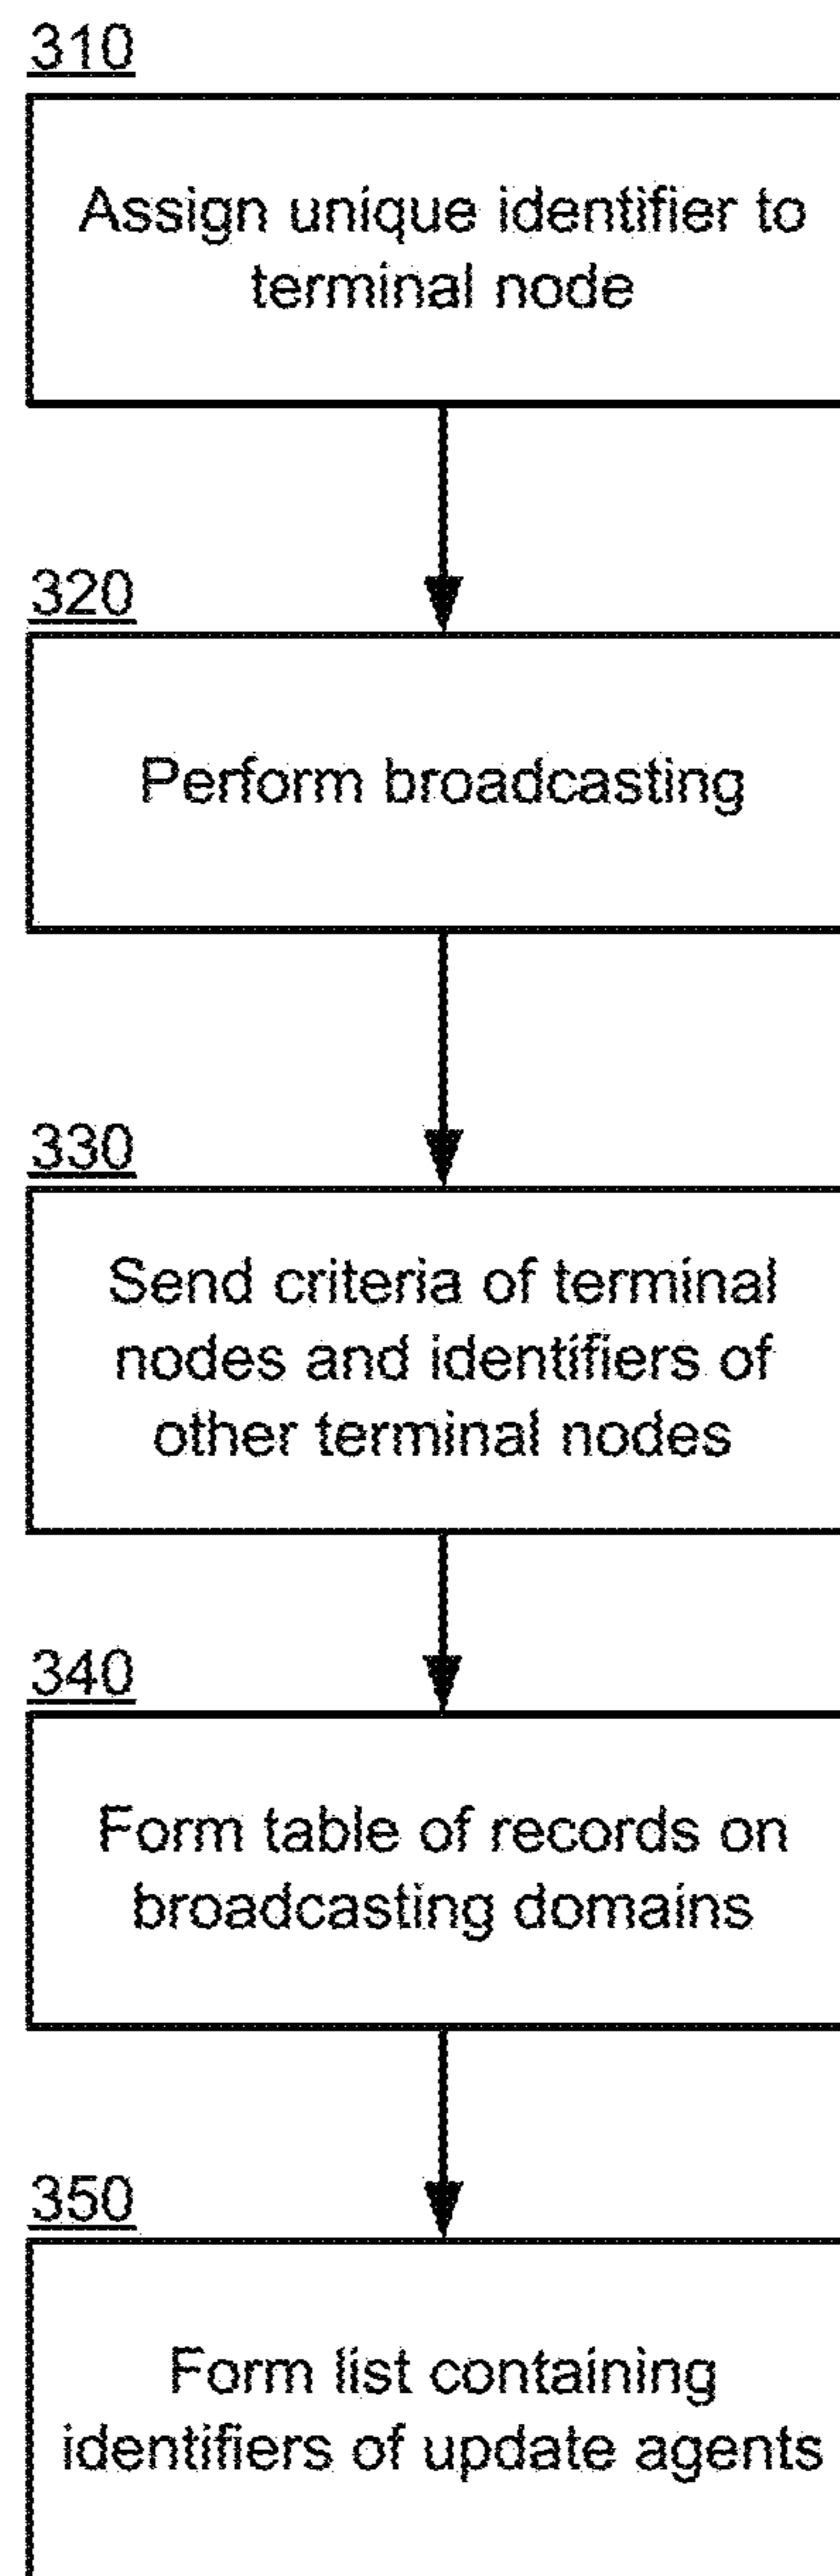 310
Assign unique identifier to
terminal node
320
Perform broadcasting
330
Send criteria of terminal
nodes and identifiers of
other terminal nodes
340
Form table of records on
broadcasting domains
350
Form list containing
identifiers of update agents